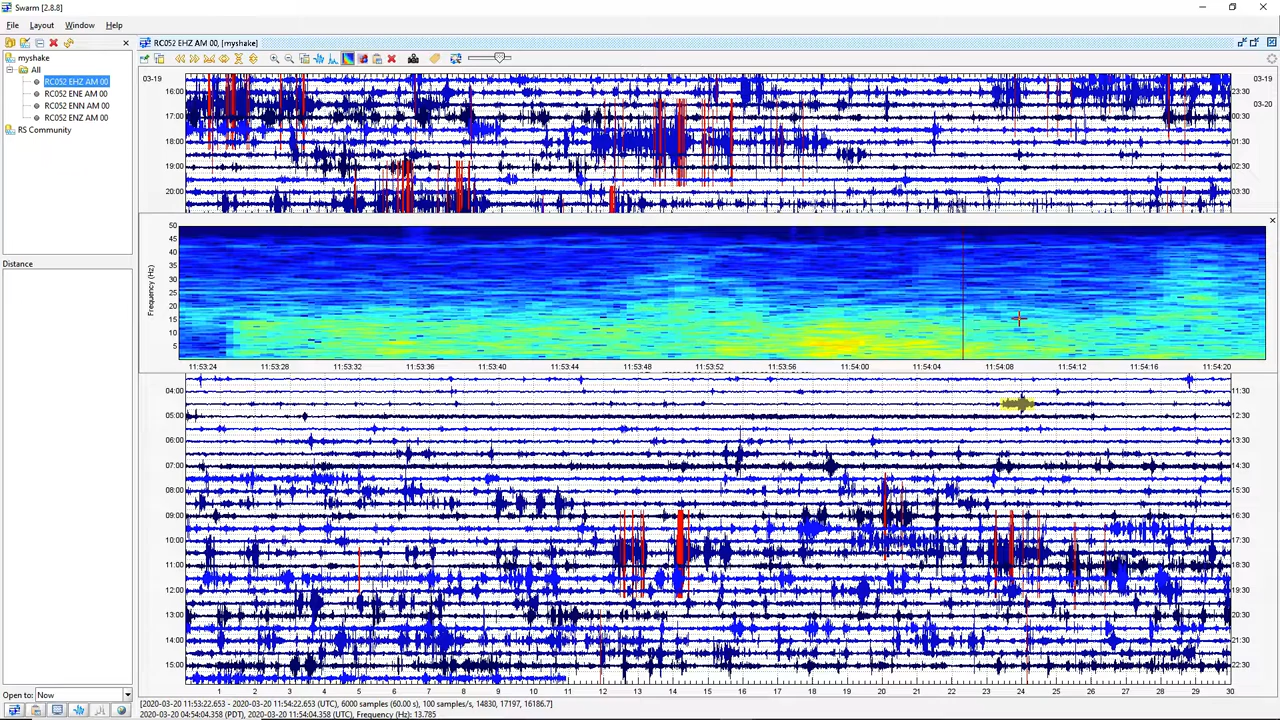 Swarm [2.8.8]
File Layout Window Help
RC052 EHZ AM 00, [myshake]
myshake
All
RC052 EHZ AM 00
RC052 ENE AM 00
RC052 ENN AM 00
RC052 ENZ AM 00
RS Community
Distance
Open to: Now
03-19 03-19
16:00 23:30
03-20
17:00
18:00 01:30
19:00 02:30
20:00 03:30
Frequency (Hz)
50
45
40
35
30
25
20
15
10
5
11:53:24 11:53:28 11:53:32 11:53:36 11:53:40 11:53:44 11:53:48 11:53:52 11:53:56 11:54:00 11:54:04 11:54:08 11:54:12 11:54:16 11:54:20
04:00 11:30
05:00 12:30
06:00 13:30
07:00 14:30
08:00 15:30
09:00 16:30
10:00 17:30
11:00 18:30
12:00 19:30
13:00 20:30
14:00 21:30
15:00 22:30
1 2 3 4 5 6 7 8 9 10 11 12 13 14 15 16 17 18 19 20 21 22 23 24 25 26 27 28 29 30
2020-03-20 11:53:22.653 - 2020-03-20 11:54:22.653 (UTC), 6000 samples (60.00 s), 100 samples/s, 14830, 17197, 16186.7]
2020-03-20 04:54:04.358 (PDT), 2020-03-20 11:54:04.358 (UTC), Frequency (Hz): 13.785